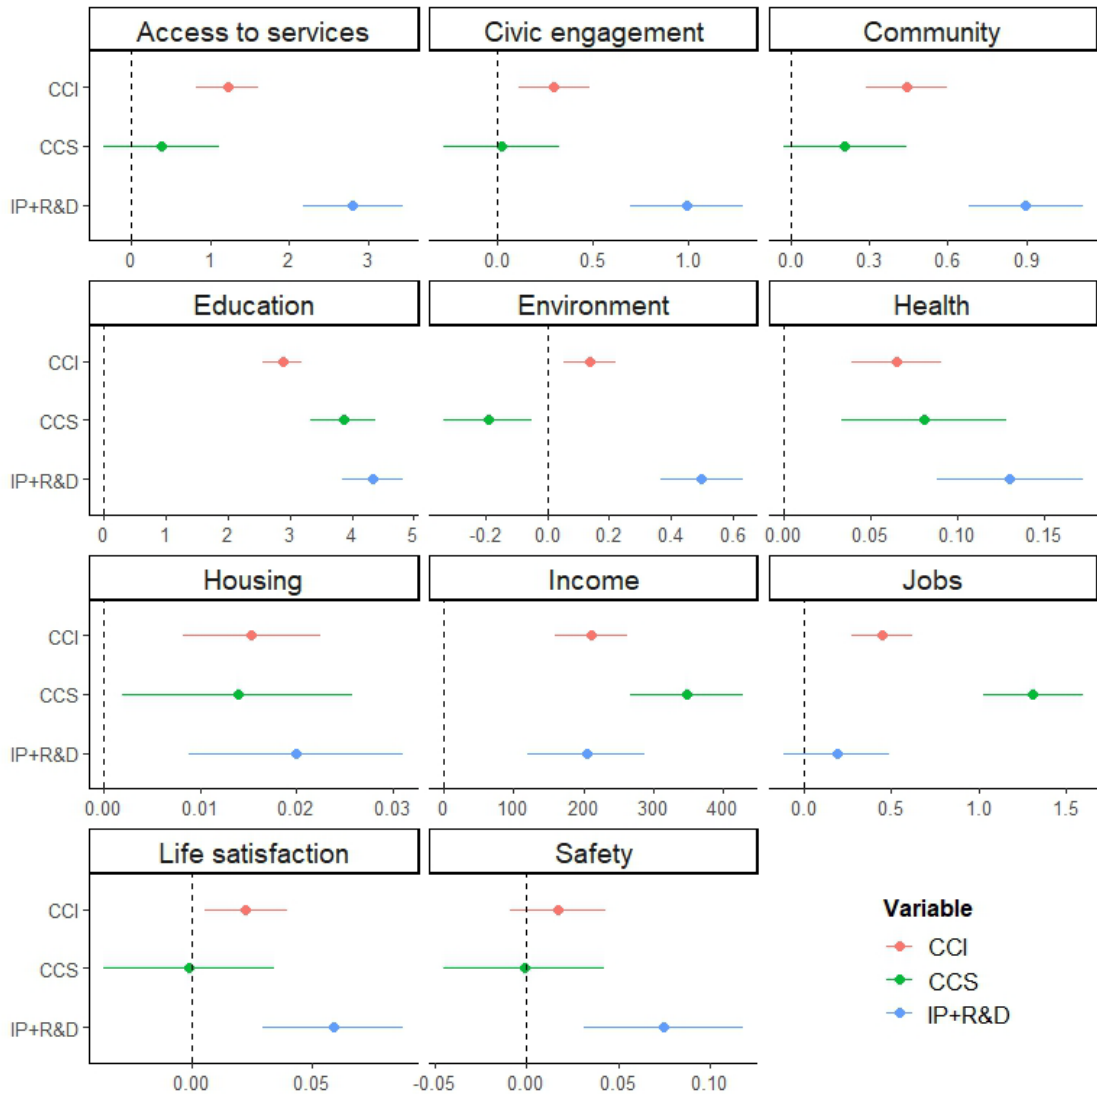 Access to services Civic engagement Community
CCI
CCS
IP+R&D
0 1 2 3 0.0 0.5 1.0 0.0 0.3 0.6 0.9
Education Environment Health
CCI
CCS
IP+R&D
0 1 2 3 4 5 -0.2 0.0 0.2 0.4 0.6 0.00 0.05 0.10 0.15
Housing Income Jobs
CCI
CCS
IP+R&D
0.00 0.01 0.02 0.03 0 100 200 300 400 0.0 0.5 1.0 1.5
Life satisfaction Safety
CCI
CCS
IP+R&D
0.00 0.05 -0.05 0.00 0.05 0.10
Variable
CCI
CCS
IP+R&D